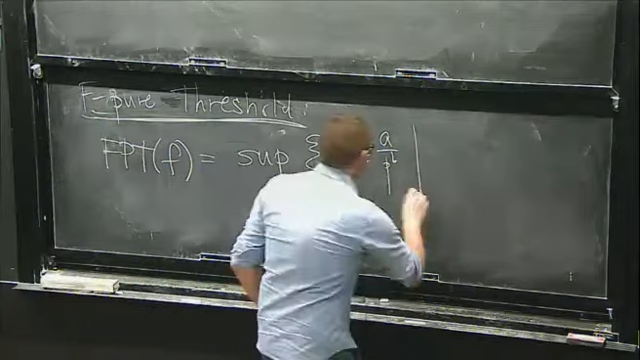 F-pure Threshold:
FPT(f) = sup { a/p^b |